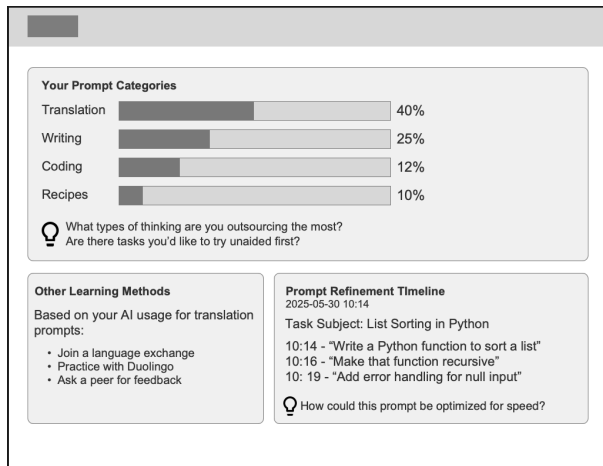 Your Prompt Categories
Translation 40%
Writing 25%
Coding 12%
Recipes 10%
What types of thinking are you outsourcing the most?
Are there tasks you'd like to try unaided first?
Other Learning Methods
Based on your AI usage for translation
prompts:
• Join a language exchange
• Practice with Duolingo
• Ask a peer for feedback
Prompt Refinement TImeline
2025-05-30 10:14
Task Subject: List Sorting in Python
10:14 - “Write a Python function to sort a list”
10:16 - “Make that function recursive”
10: 19 - “Add error handling for null input”
How could this prompt be optimized for speed?